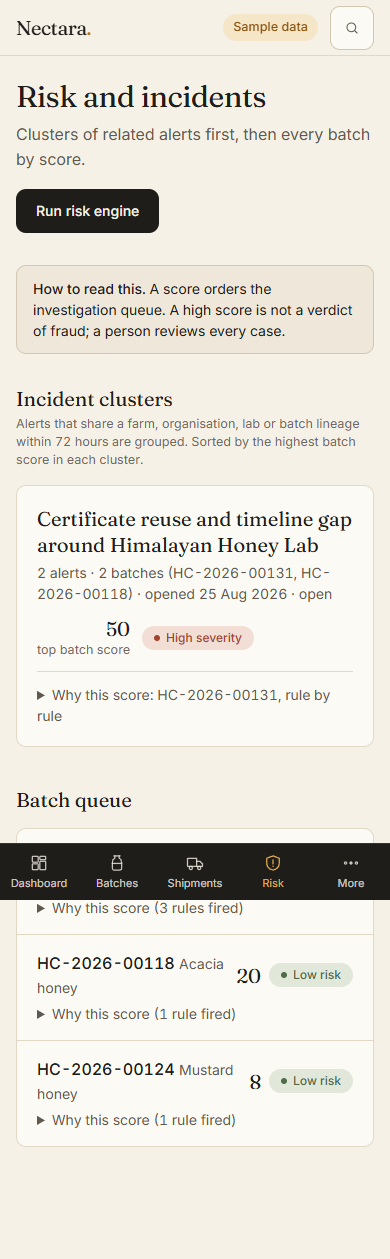 Nectara.
Sample data
Risk and incidents
Clusters of related alerts first, then every batch
by score.
Run risk engine
How to read this. A score orders the
investigation queue. A high score is not a verdict
of fraud; a person reviews every case.
Incident clusters
Alerts that share a farm, organisation, lab or batch lineage
within 72 hours are grouped. Sorted by the highest batch
score in each cluster.
Certificate reuse and timeline gap
around Himalayan Honey Lab
2 alerts · 2 batches (HC-2026-00131, HC-
2026-00118) · opened 25 Aug 2026 · open
50
top batch score
High severity
Why this score: HC-2026-00131, rule by
rule
Batch queue
Dashboard
Batches
Shipments
Risk
More
Why this score (3 rules fired)
HC-2026-00118 Acacia
honey
20
Low risk
Why this score (1 rule fired)
HC-2026-00124 Mustard
honey
8
Low risk
Why this score (1 rule fired)